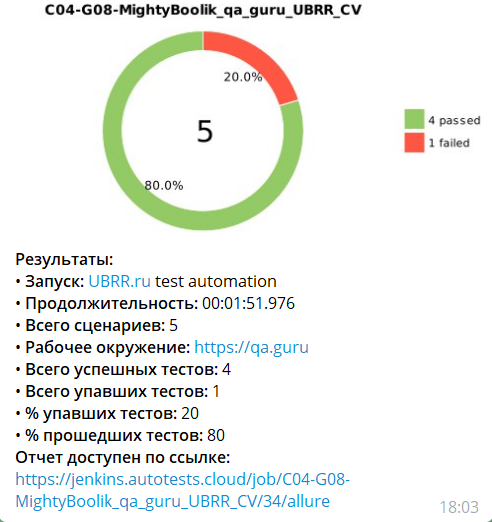 C04-G08-MightyBoolik_qa_guru_UBRR_CV
20.0%
5
80.0%
4 passed
1 failed
Результаты:
• Запуск: UBRR.ru test automation
• Продолжительность: 00:01:51.976
• Всего сценариев: 5
• Рабочее окружение: https://qa.guru
• Всего успешных тестов: 4
• Всего упавших тестов: 1
• % упавших тестов: 20
• % прошедших тестов: 80
Отчет доступен по ссылке:
https://jenkins.autotests.cloud/job/C04-G08-
MightyBoolik_qa_guru_UBRR_CV/34/allure
18:03